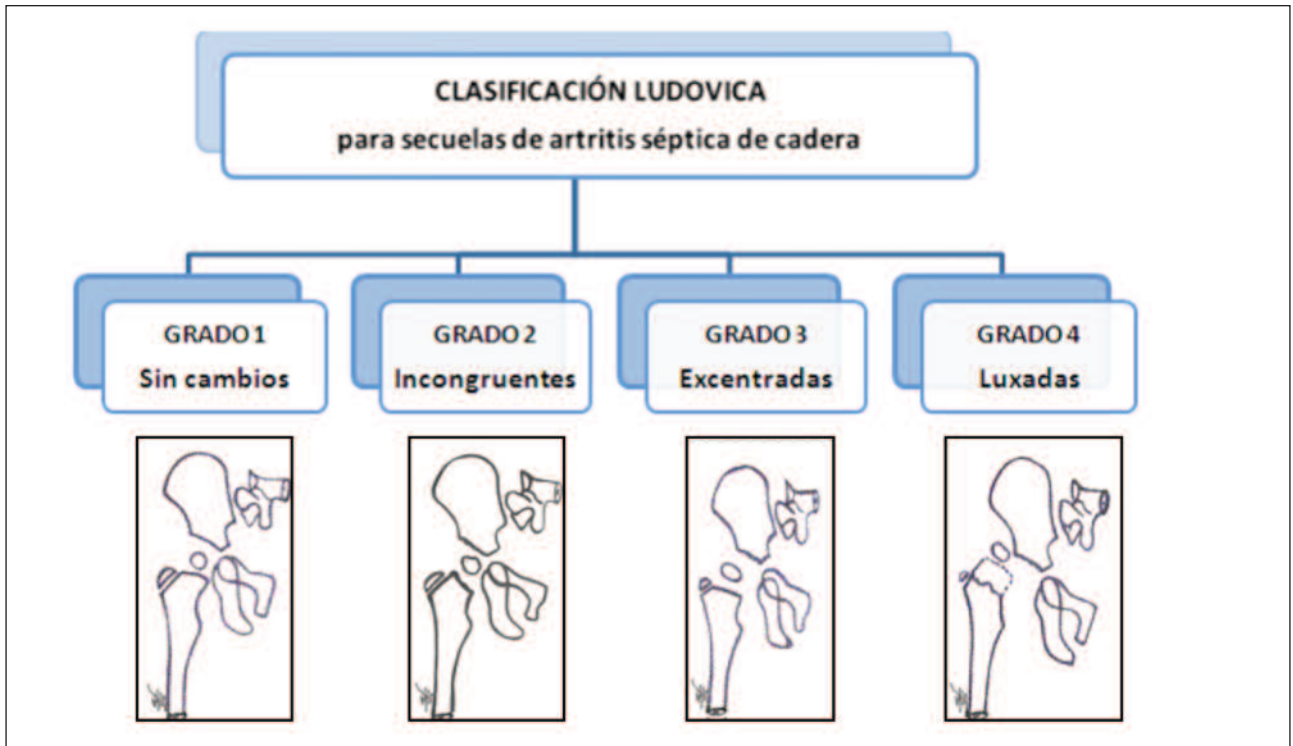 CLASIFICACIÓN LUDOVICA
para secuelas de artritis séptica de cadera
GRADO 1
Sin cambios
GRADO 2
Incongruentes
GRADO 3
Excentradas
GRADO 4
Luxadas